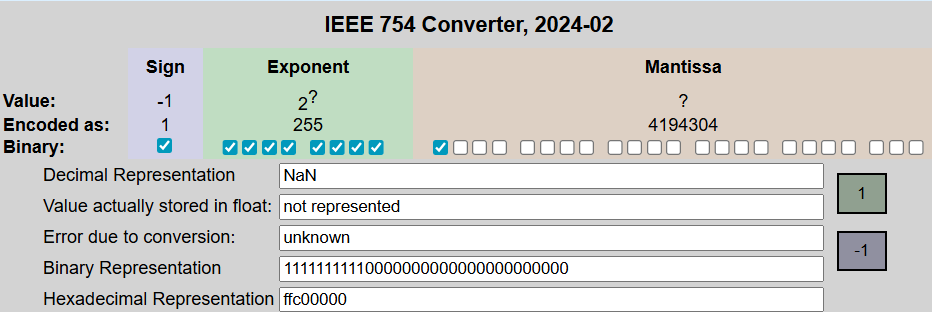 IEEE 754 Converter, 2024-02
Sign Exponent Mantissa
Value: -1 2? ?
Encoded as: 1 255 4194304
Binary:
Decimal Representation NaN
1
Value actually stored in float: not represented
Error due to conversion: unknown
-1
Binary Representation 11111111110000000000000000000000
Hexadecimal Representation ffc00000